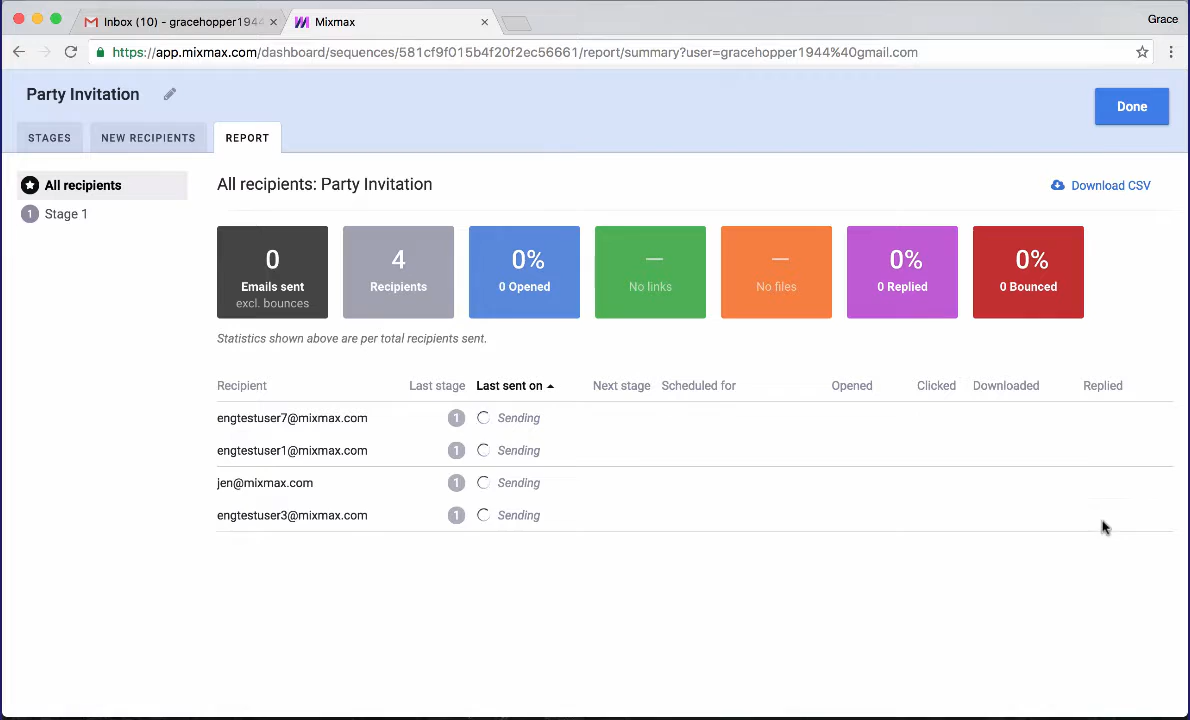 Inbox (10) - gracehopper1944
Mixmax
Grace
https://app.mixmax.com/dashboard/sequences/581cf9f015b4f20f2ec56661/report/summary?user=gracehopper1944%40gmail.com
Party Invitation
Done
STAGES NEW RECIPIENTS REPORT
All recipients
1 Stage 1
All recipients: Party Invitation
Download CSV
0 4 0% — — 0% 0%
Emails sent Recipients 0 Opened No links No files 0 Replied 0 Bounced
excl. bounces
Statistics shown above are per total recipients sent.
Recipient Last stage Last sent on Next stage Scheduled for Opened Clicked Downloaded Replied
engtestuser7@mixmax.com 1 Sending
engtestuser1@mixmax.com 1 Sending
jen@mixmax.com 1 Sending
engtestuser3@mixmax.com 1 Sending